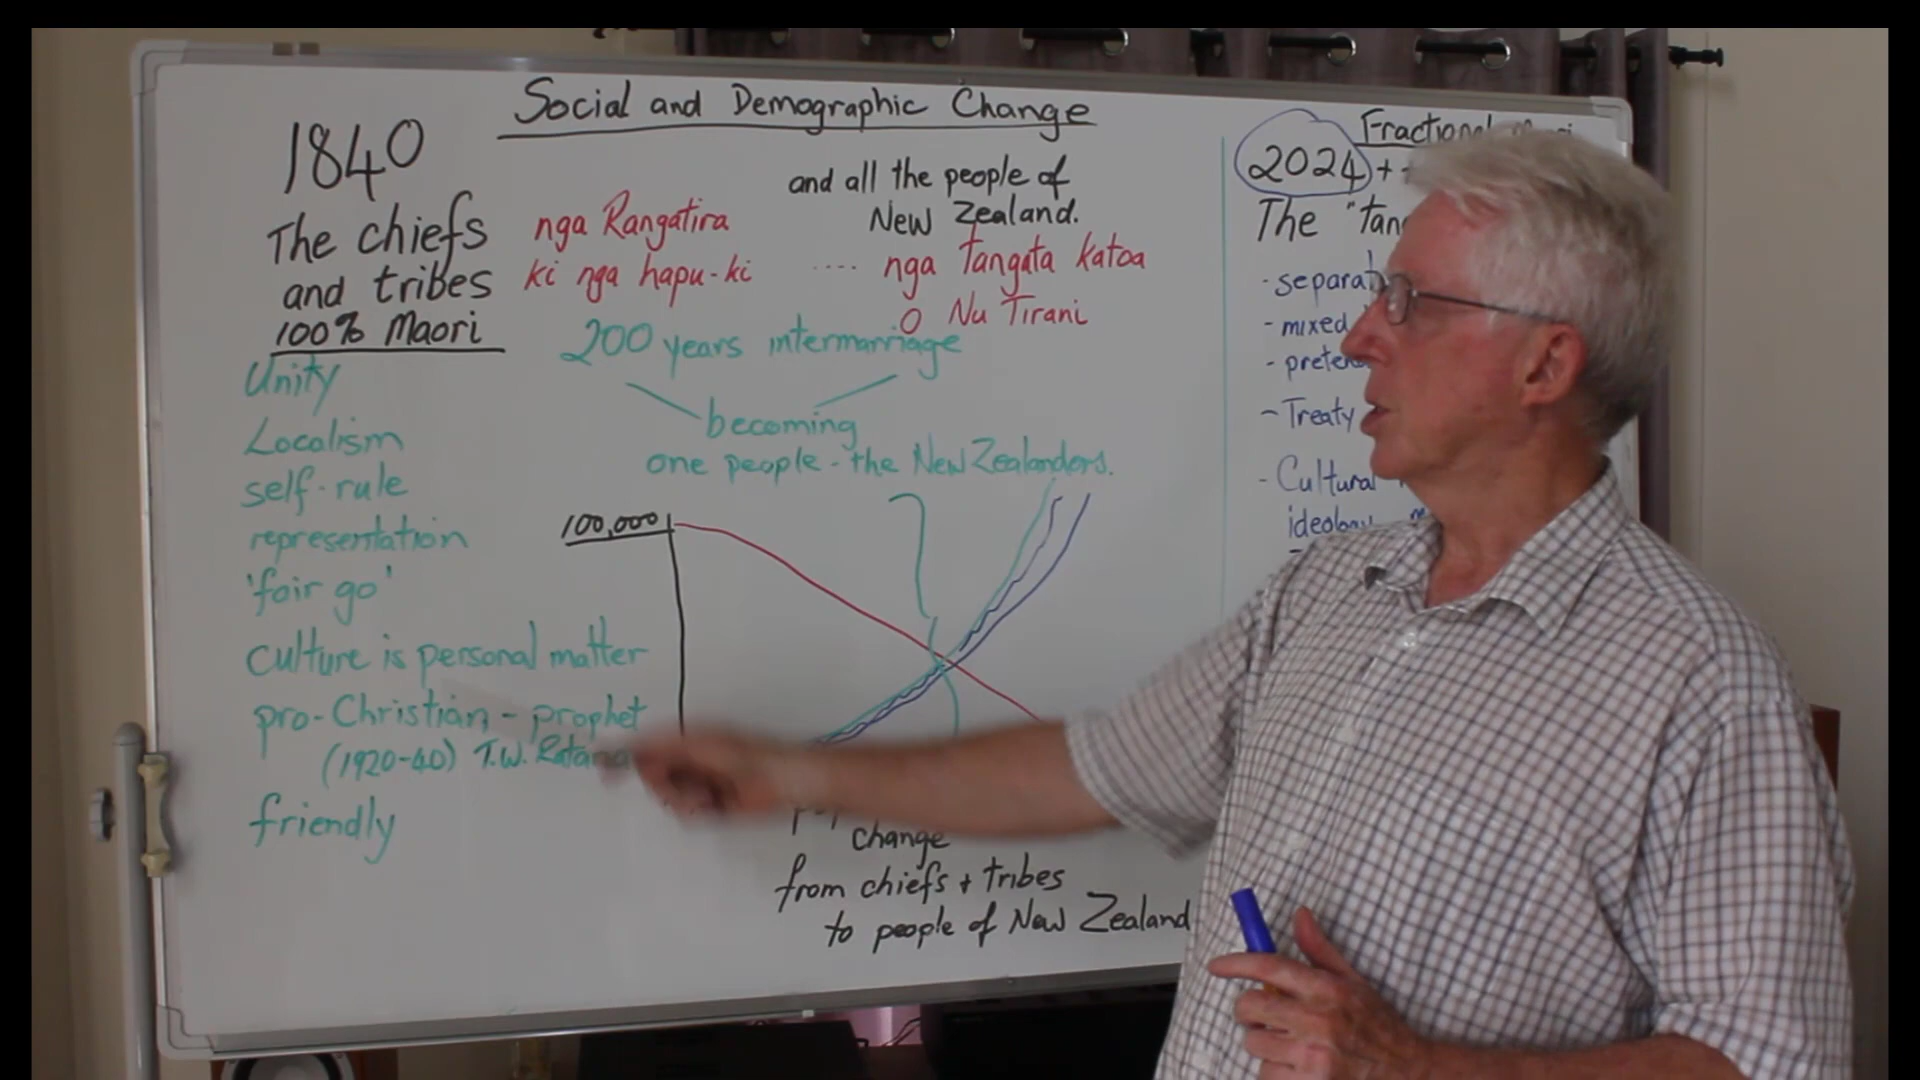 Social and Demographic Change
1840
The chiefs
and tribes
100% Maori
nga Rangatira
ki nga hapu-ki
and all the people of
New Zealand.
.... nga Tangata katoa
O Nu Tirani
200 years intermarriage
becoming
one people - the New Zealanders.
Unity
Localism
self-rule
representation
'fair go'
culture is personal matter
pro-Christian - prophet
(1920-40) T.W. Ratana
friendly
100,000
change
from chiefs + tribes
to people of New Zealand
2024 +
The
- mixed
- Treaty
- Cultural